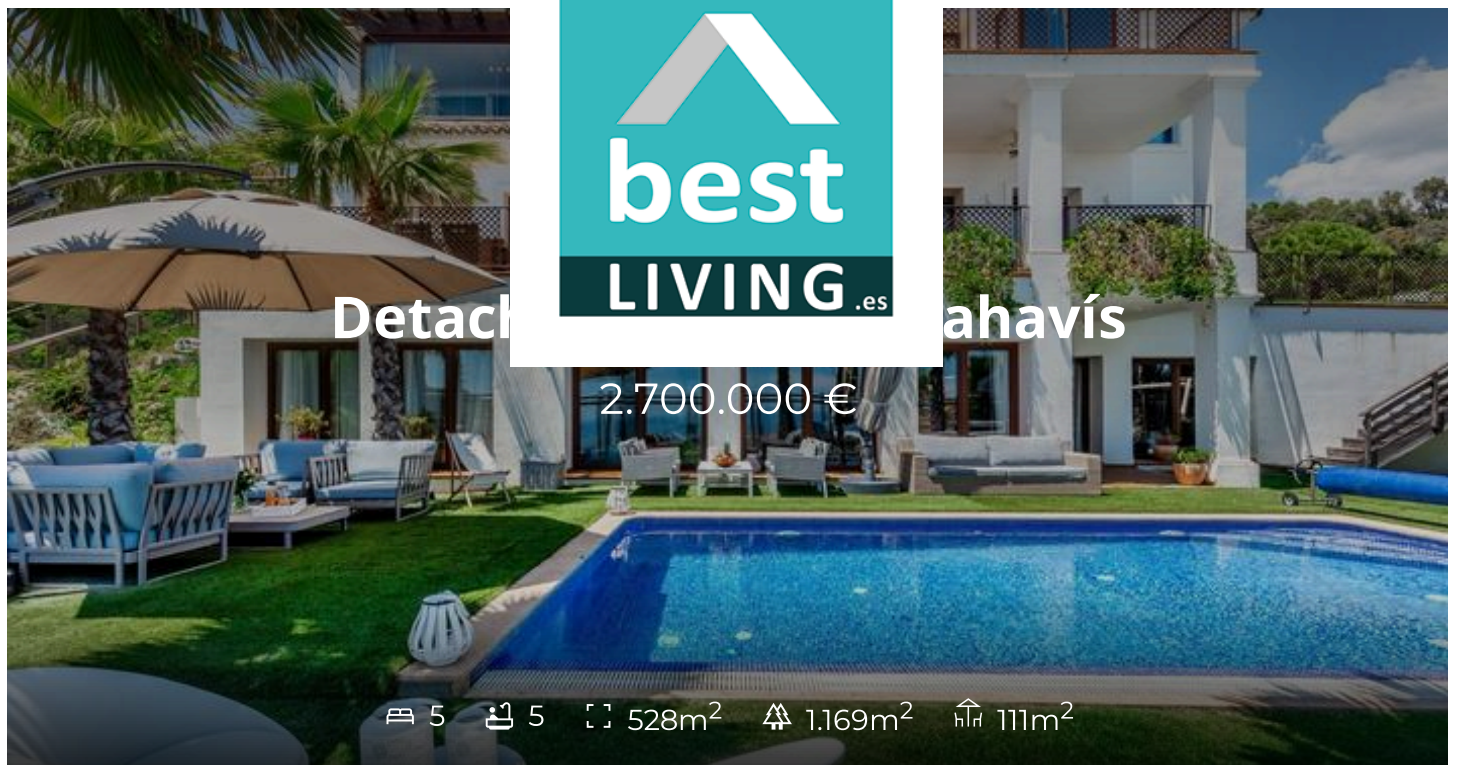 best
LIVING.es
Detach ahavís
2.700.000 €
5 5 528m² 1.169m² 111m²